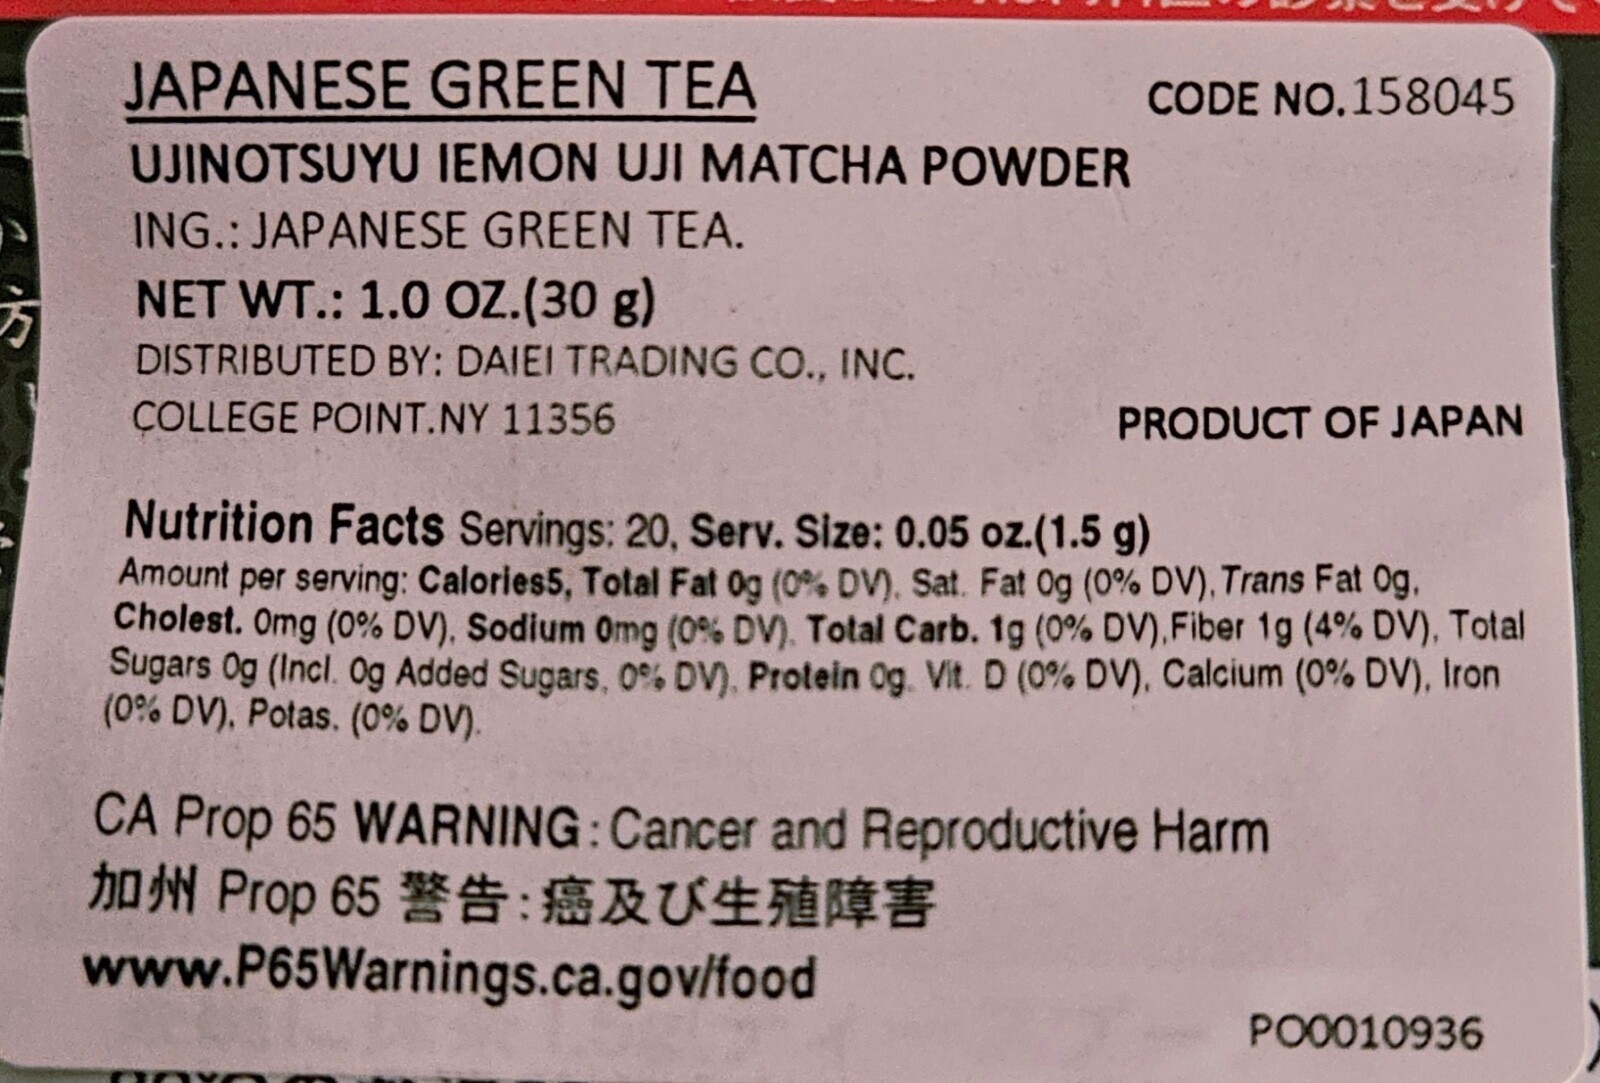 JAPANESE GREEN TEA
CODE NO.158045
UJINOTSUYU IEMON UJI MATCHA POWDER
ING.: JAPANESE GREEN TEA.
NET WT.: 1.0 OZ.(30 g)
DISTRIBUTED BY: DAIEI TRADING CO., INC.
COLLEGE POINT.NY 11356
PRODUCT OF JAPAN
Nutrition Facts Servings: 20, Serv. Size: 0.05 oz.(1.5 g)
Amount per serving: Calories5, Total Fat 0g (0% DV), Sat. Fat 0g (0% DV), Trans Fat 0g,
Cholest. 0mg (0% DV), Sodium 0mg (0% DV), Total Carb. 1g (0% DV),Fiber 1g (4% DV), Total
Sugars 0g (Incl. 0g Added Sugars, 0% DV), Protein 0g. Vit. D (0% DV), Calcium (0% DV), Iron
(0% DV), Potas. (0% DV).
CA Prop 65 WARNING : Cancer and Reproductive Harm
加州 Prop 65 警告 : 癌及び生殖障害
www.P65Warnings.ca.gov/food
PO0010936
方